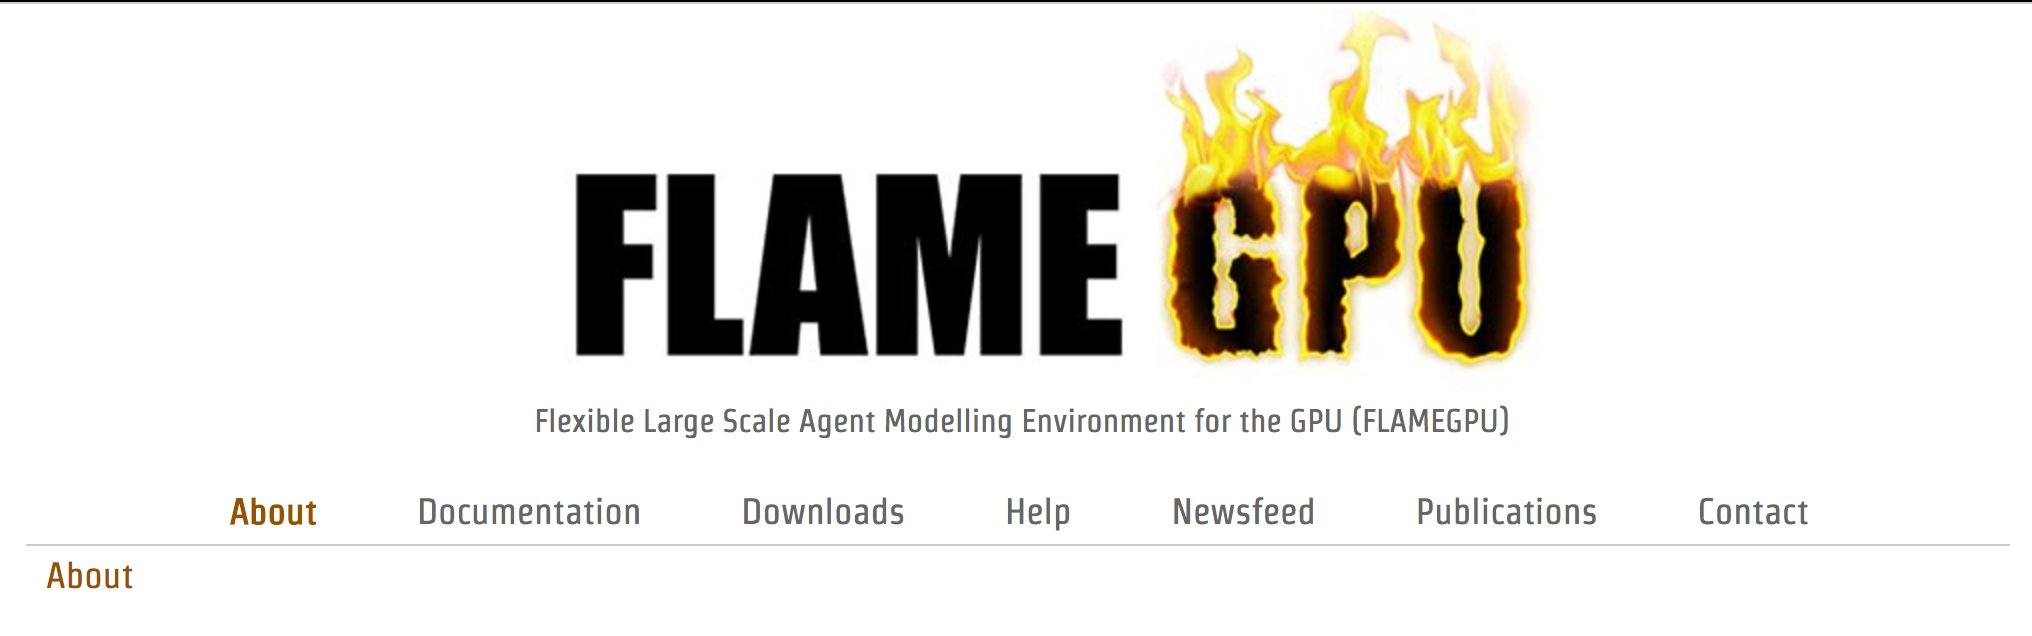 FLAME GPU
Flexible Large Scale Agent Modelling Environment for the GPU (FLAMEGPU)
About Documentation Downloads Help Newsfeed Publications Contact
About